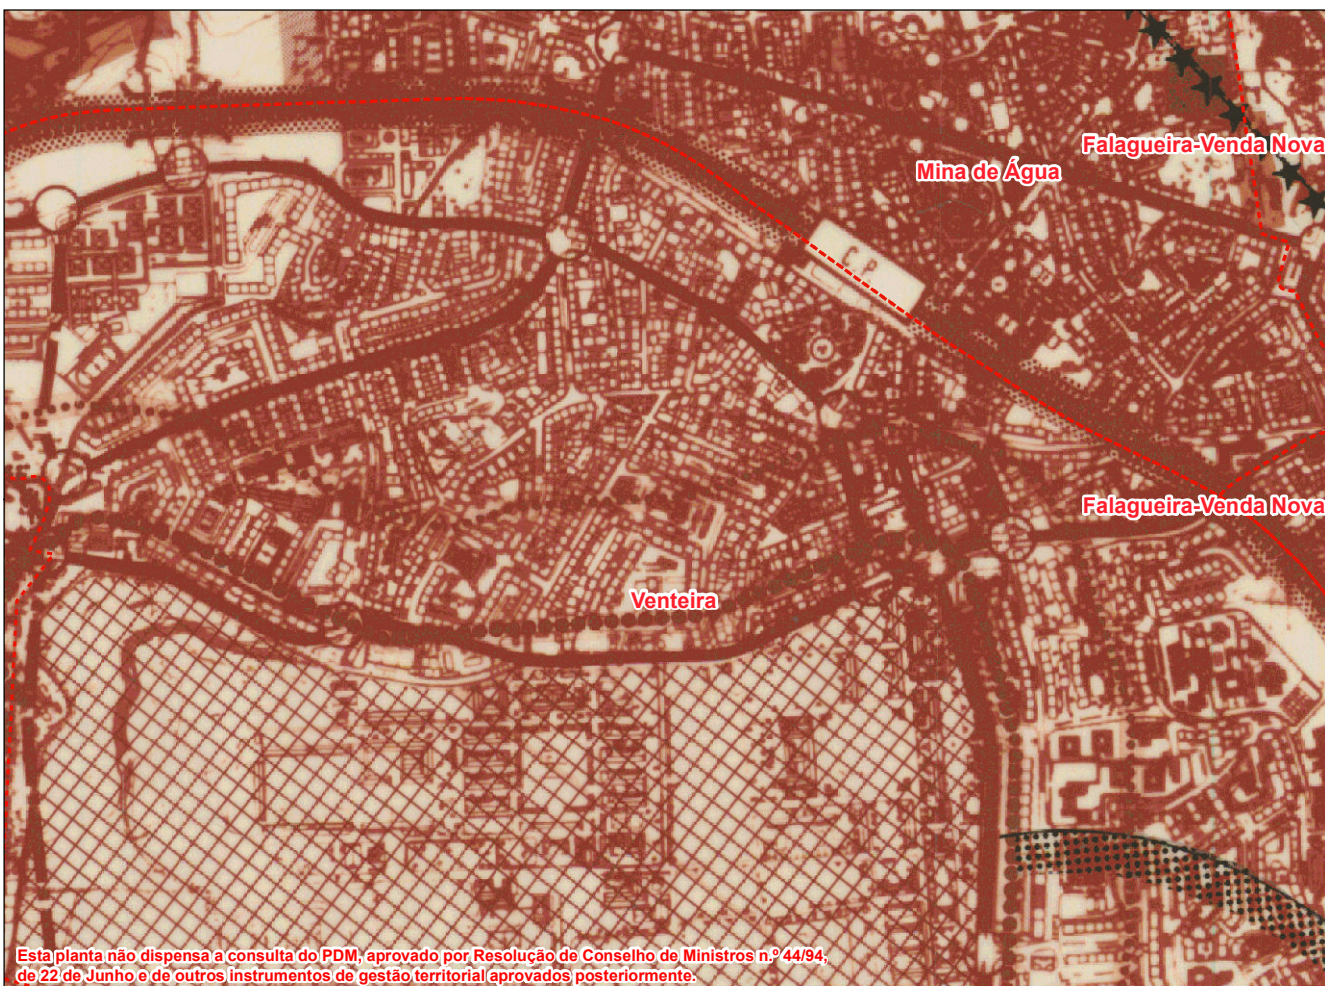 Falagueira-Venda Nova
Mina de Água
Falagueira-Venda Nova
Venteira
Esta planta não dispensa a consulta do PDM, aprovado por Resolução de Conselho de Ministros n.º 44/94,
de 22 de Junho e de outros instrumentos de gestão territorial aprovados posteriormente.